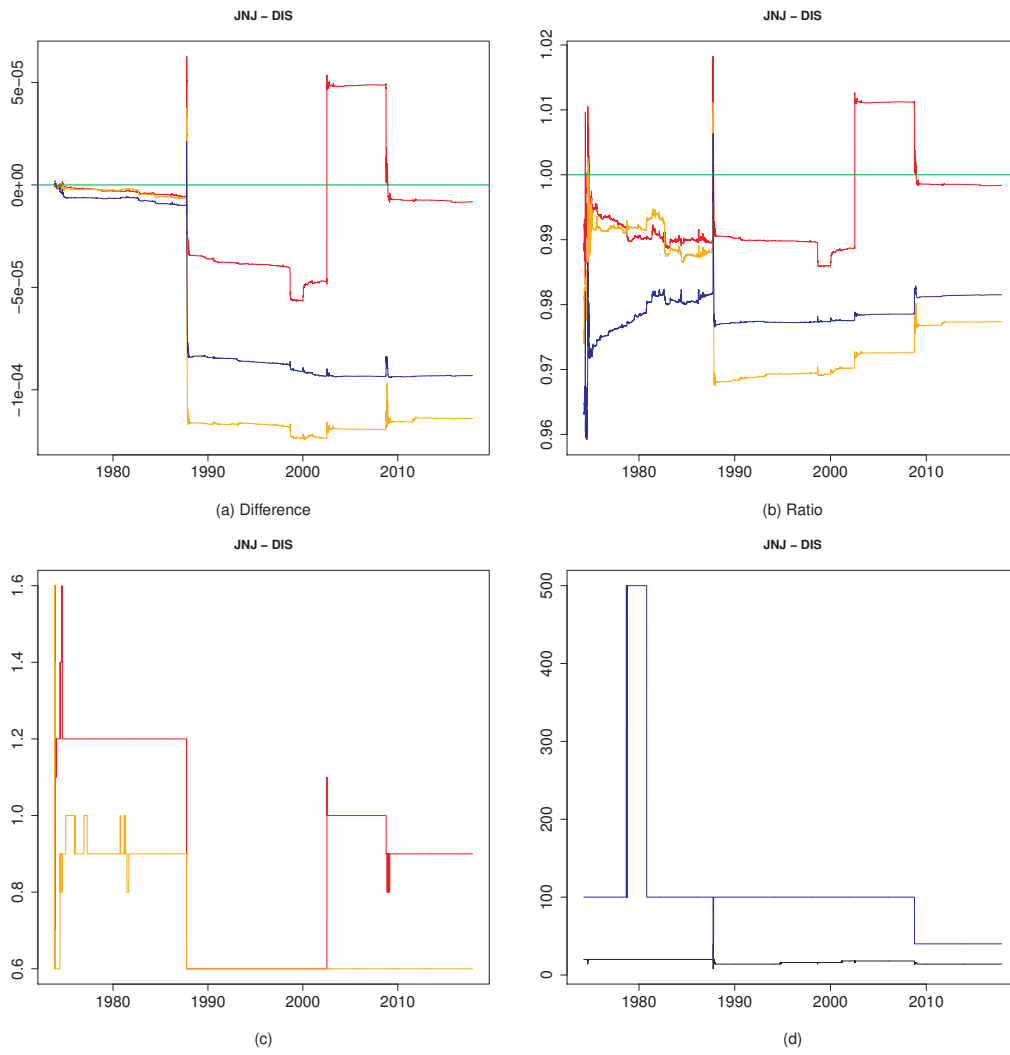 JNJ – DIS
5e−05
0e+00
−5e−05
−1e−04
1980 1990 2000 2010
(a) Difference
JNJ – DIS
1.02
1.01
1.00
0.99
0.98
0.97
0.96
1980 1990 2000 2010
(b) Ratio
JNJ – DIS
1.6
1.4
1.2
1.0
0.8
0.6
1980 1990 2000 2010
(c)
JNJ – DIS
500
400
300
200
100
0
1980 1990 2000 2010
(d)